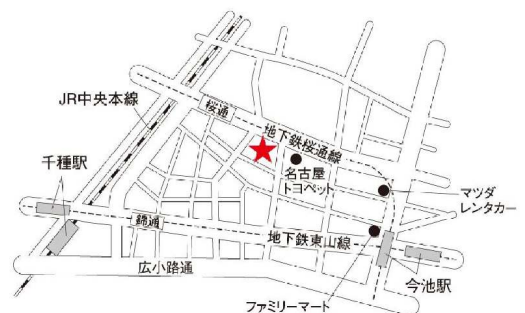 JR中央本線
桜通
地下鉄桜通線
千種駅
名古屋
トヨペット
マツダ
レンタカー
錦通
地下鉄東山線
広小路通
今池駅
ファミリーマート